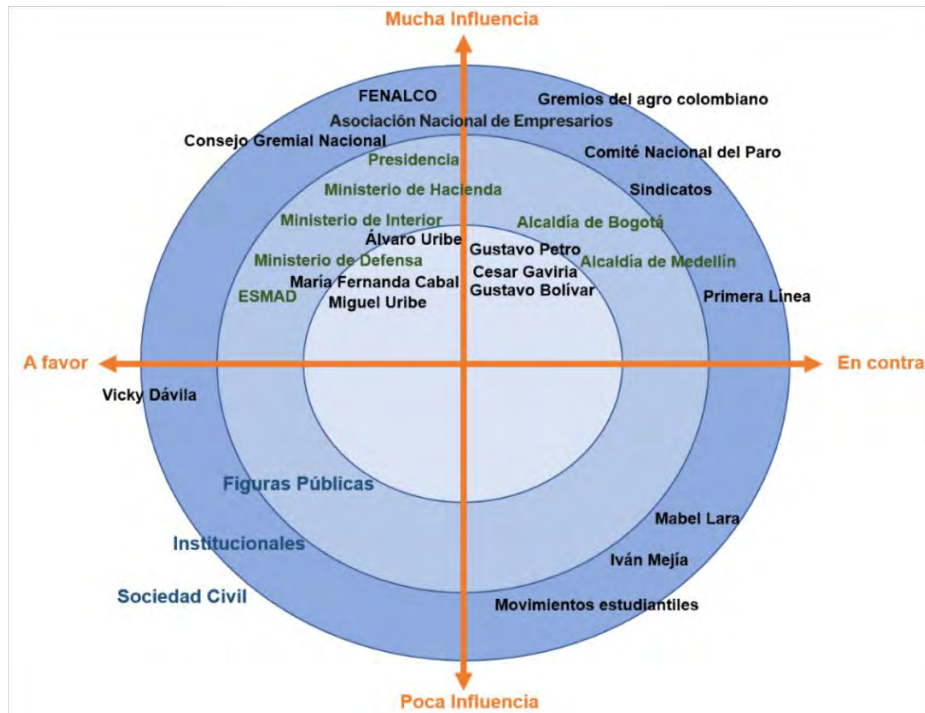 Mucha Influencia
FENALCO
Gremios del agro colombiano
Asociación Nacional de Empresarios
Consejo Gremial Nacional
Comité Nacional del Paro
Presidencia
Ministerio de Hacienda
Sindicatos
Ministerio de Interior
Alcaldía de Bogotá
Álvaro Uribe
Gustavo Petro
Ministerio de Defensa
Cesar Gaviria
Alcaldía de Medellín
María Fernanda Cabal
Gustavo Bolívar
ESMAD
Miguel Uribe
Primera Línea
A favor
En contra
Vicky Dávila
Figuras Públicas
Mabel Lara
Institucionales
Iván Mejía
Sociedad Civil
Movimientos estudiantiles
Poca Influencia